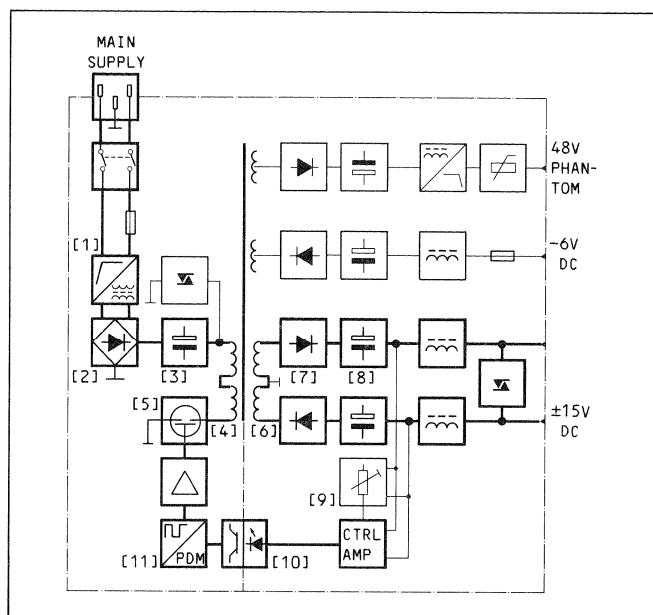 MAIN
SUPPLY
48V
PHAN-
TOM
-6V
DC
[1]
[2]
[3]
[4]
[5]
[6]
[7]
[8]
±15V
DC
[9]
CTRL
AMP
[10]
[11]
PDM